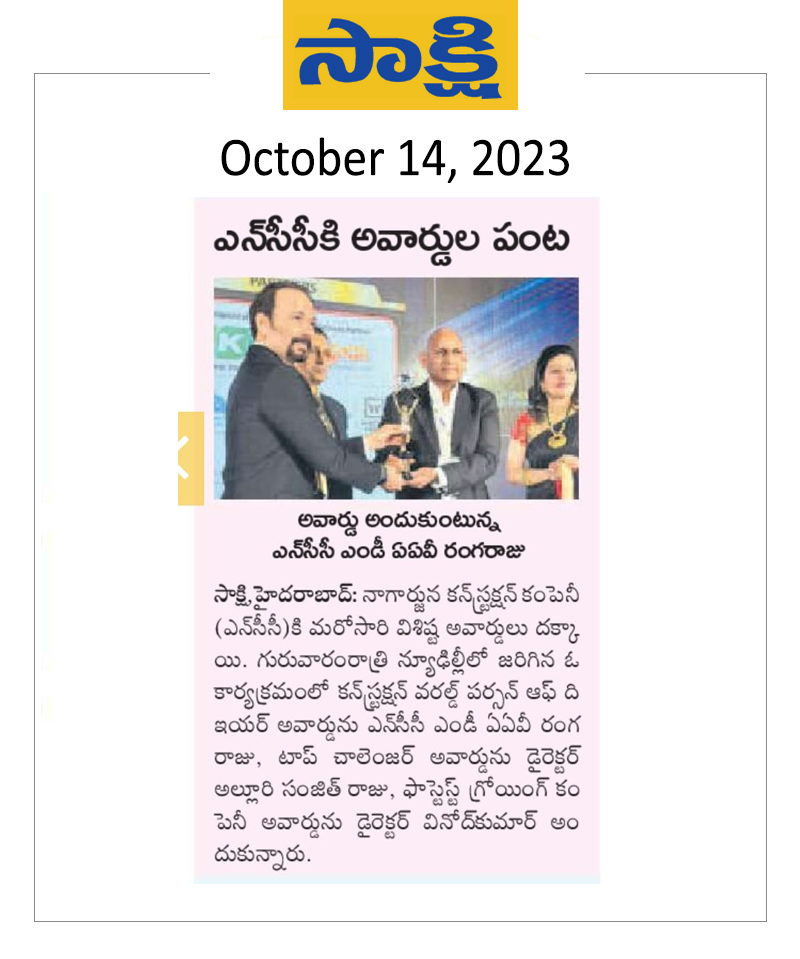 సాక్షి
October 14, 2023
ఎన్‌సీసీకి అవార్డుల పంట
అవార్డు అందుకుంటున్న
ఎన్‌సీసీ ఎండీ ఏఏవీ రంగరాజు
సాక్షి,హైదరాబాద్: నాగార్జున కన్‌స్ట్రక్షన్ కంపెనీ
(ఎన్‌సీసీ)కి మరోసారి విశిష్ట అవార్డులు దక్కా
యి. గురువారంరాత్రి న్యూఢిల్లీలో జరిగిన ఓ
కార్యక్రమంలో కన్‌స్ట్రక్షన్ వరల్డ్ పర్సన్ ఆఫ్ ది
ఇయర్ అవార్డును ఎన్‌సీసీ ఎండీ ఏఏవీ రంగ
రాజు, టాప్ చాలెంజర్ అవార్డును డైరెక్టర్
అల్లూరి సంజిత్ రాజు, ఫాస్టెస్ట్ గ్రోయింగ్ కం
పెనీ అవార్డును డైరెక్టర్ వినోద్‌కుమార్ అం
దుకున్నారు.